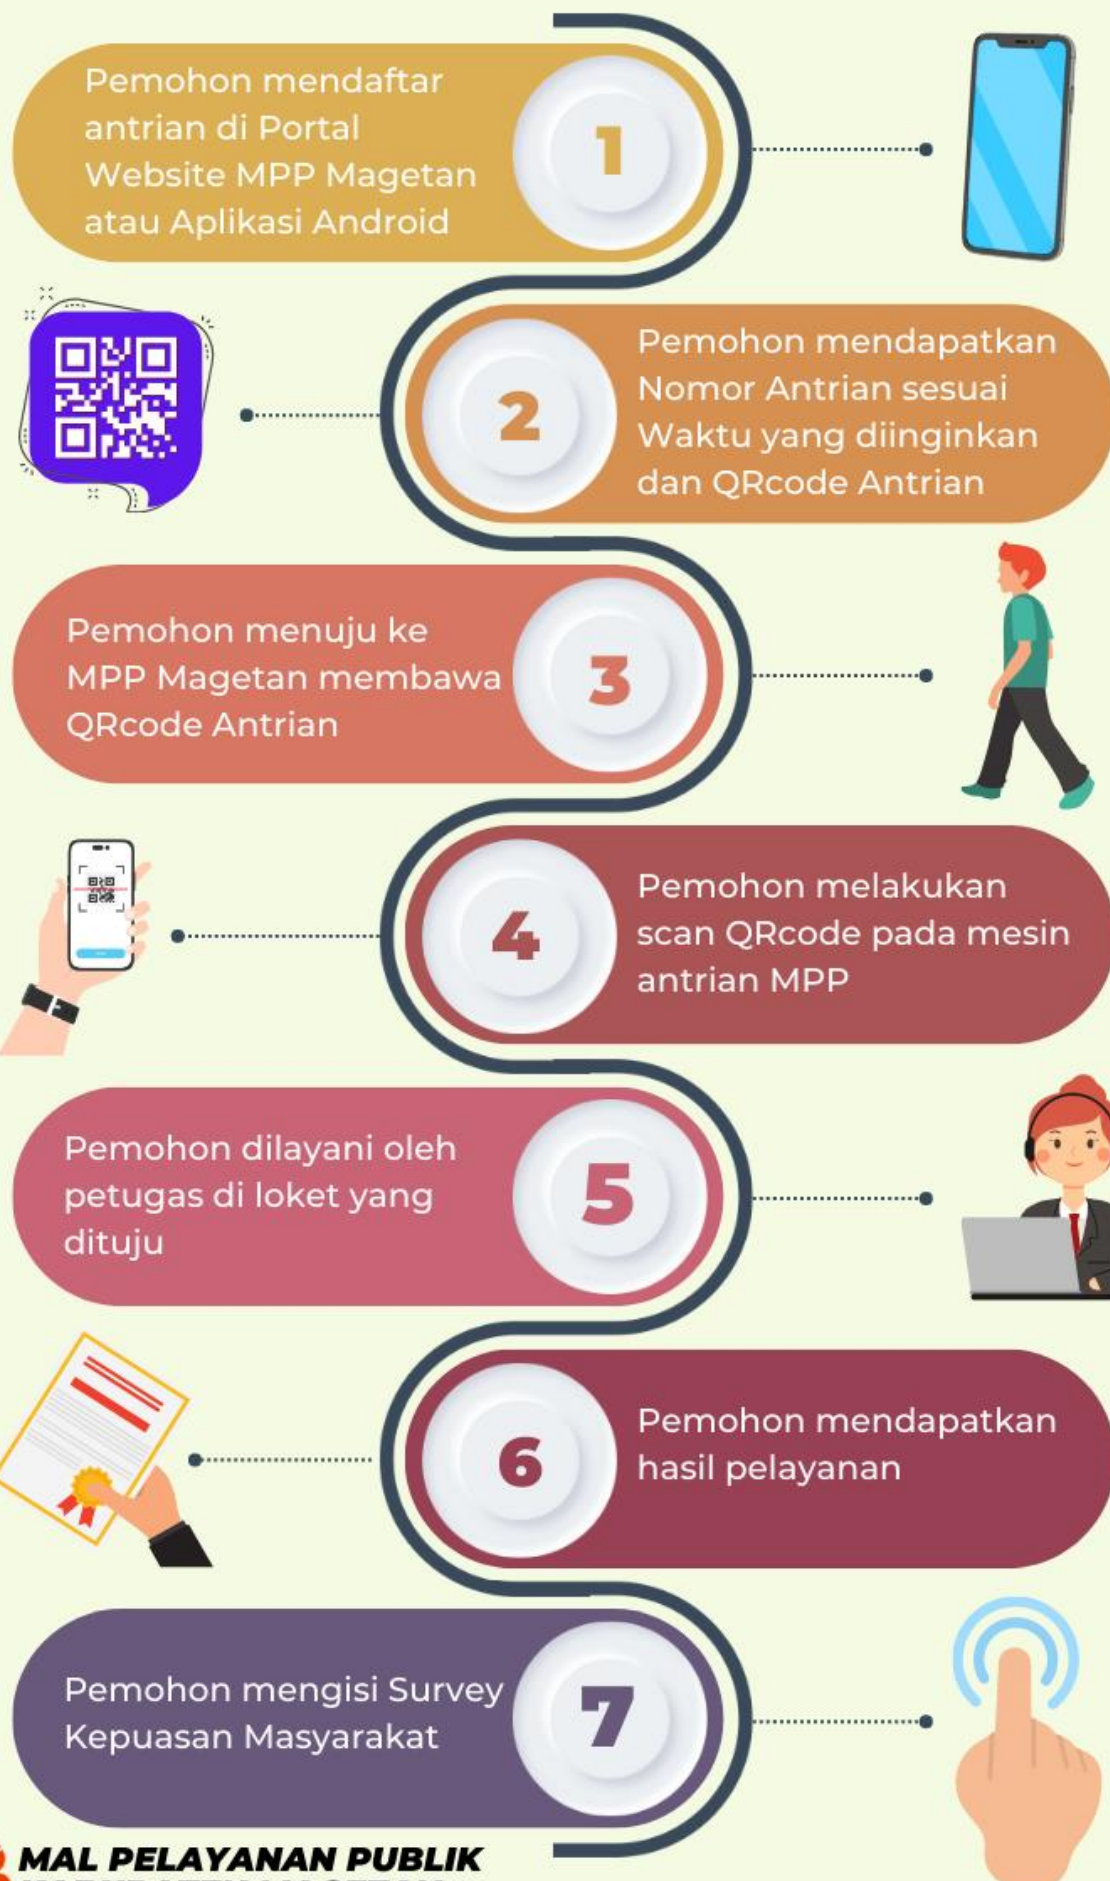 Pemohon mendaftar
antrian di Portal
Website MPP Magetan
atau Aplikasi Android
1
2
Pemohon mendapatkan
Nomor Antrian sesuai
Waktu yang diinginkan
dan QRcode Antrian
Pemohon menuju ke
MPP Magetan membawa
QRcode Antrian
3
4
Pemohon melakukan
scan QRcode pada mesin
antrian MPP
Pemohon dilayani oleh
petugas di loket yang
dituju
5
6
Pemohon mendapatkan
hasil pelayanan
Pemohon mengisi Survey
Kepuasan Masyarakat
7
MAL PELAYANAN PUBLIK